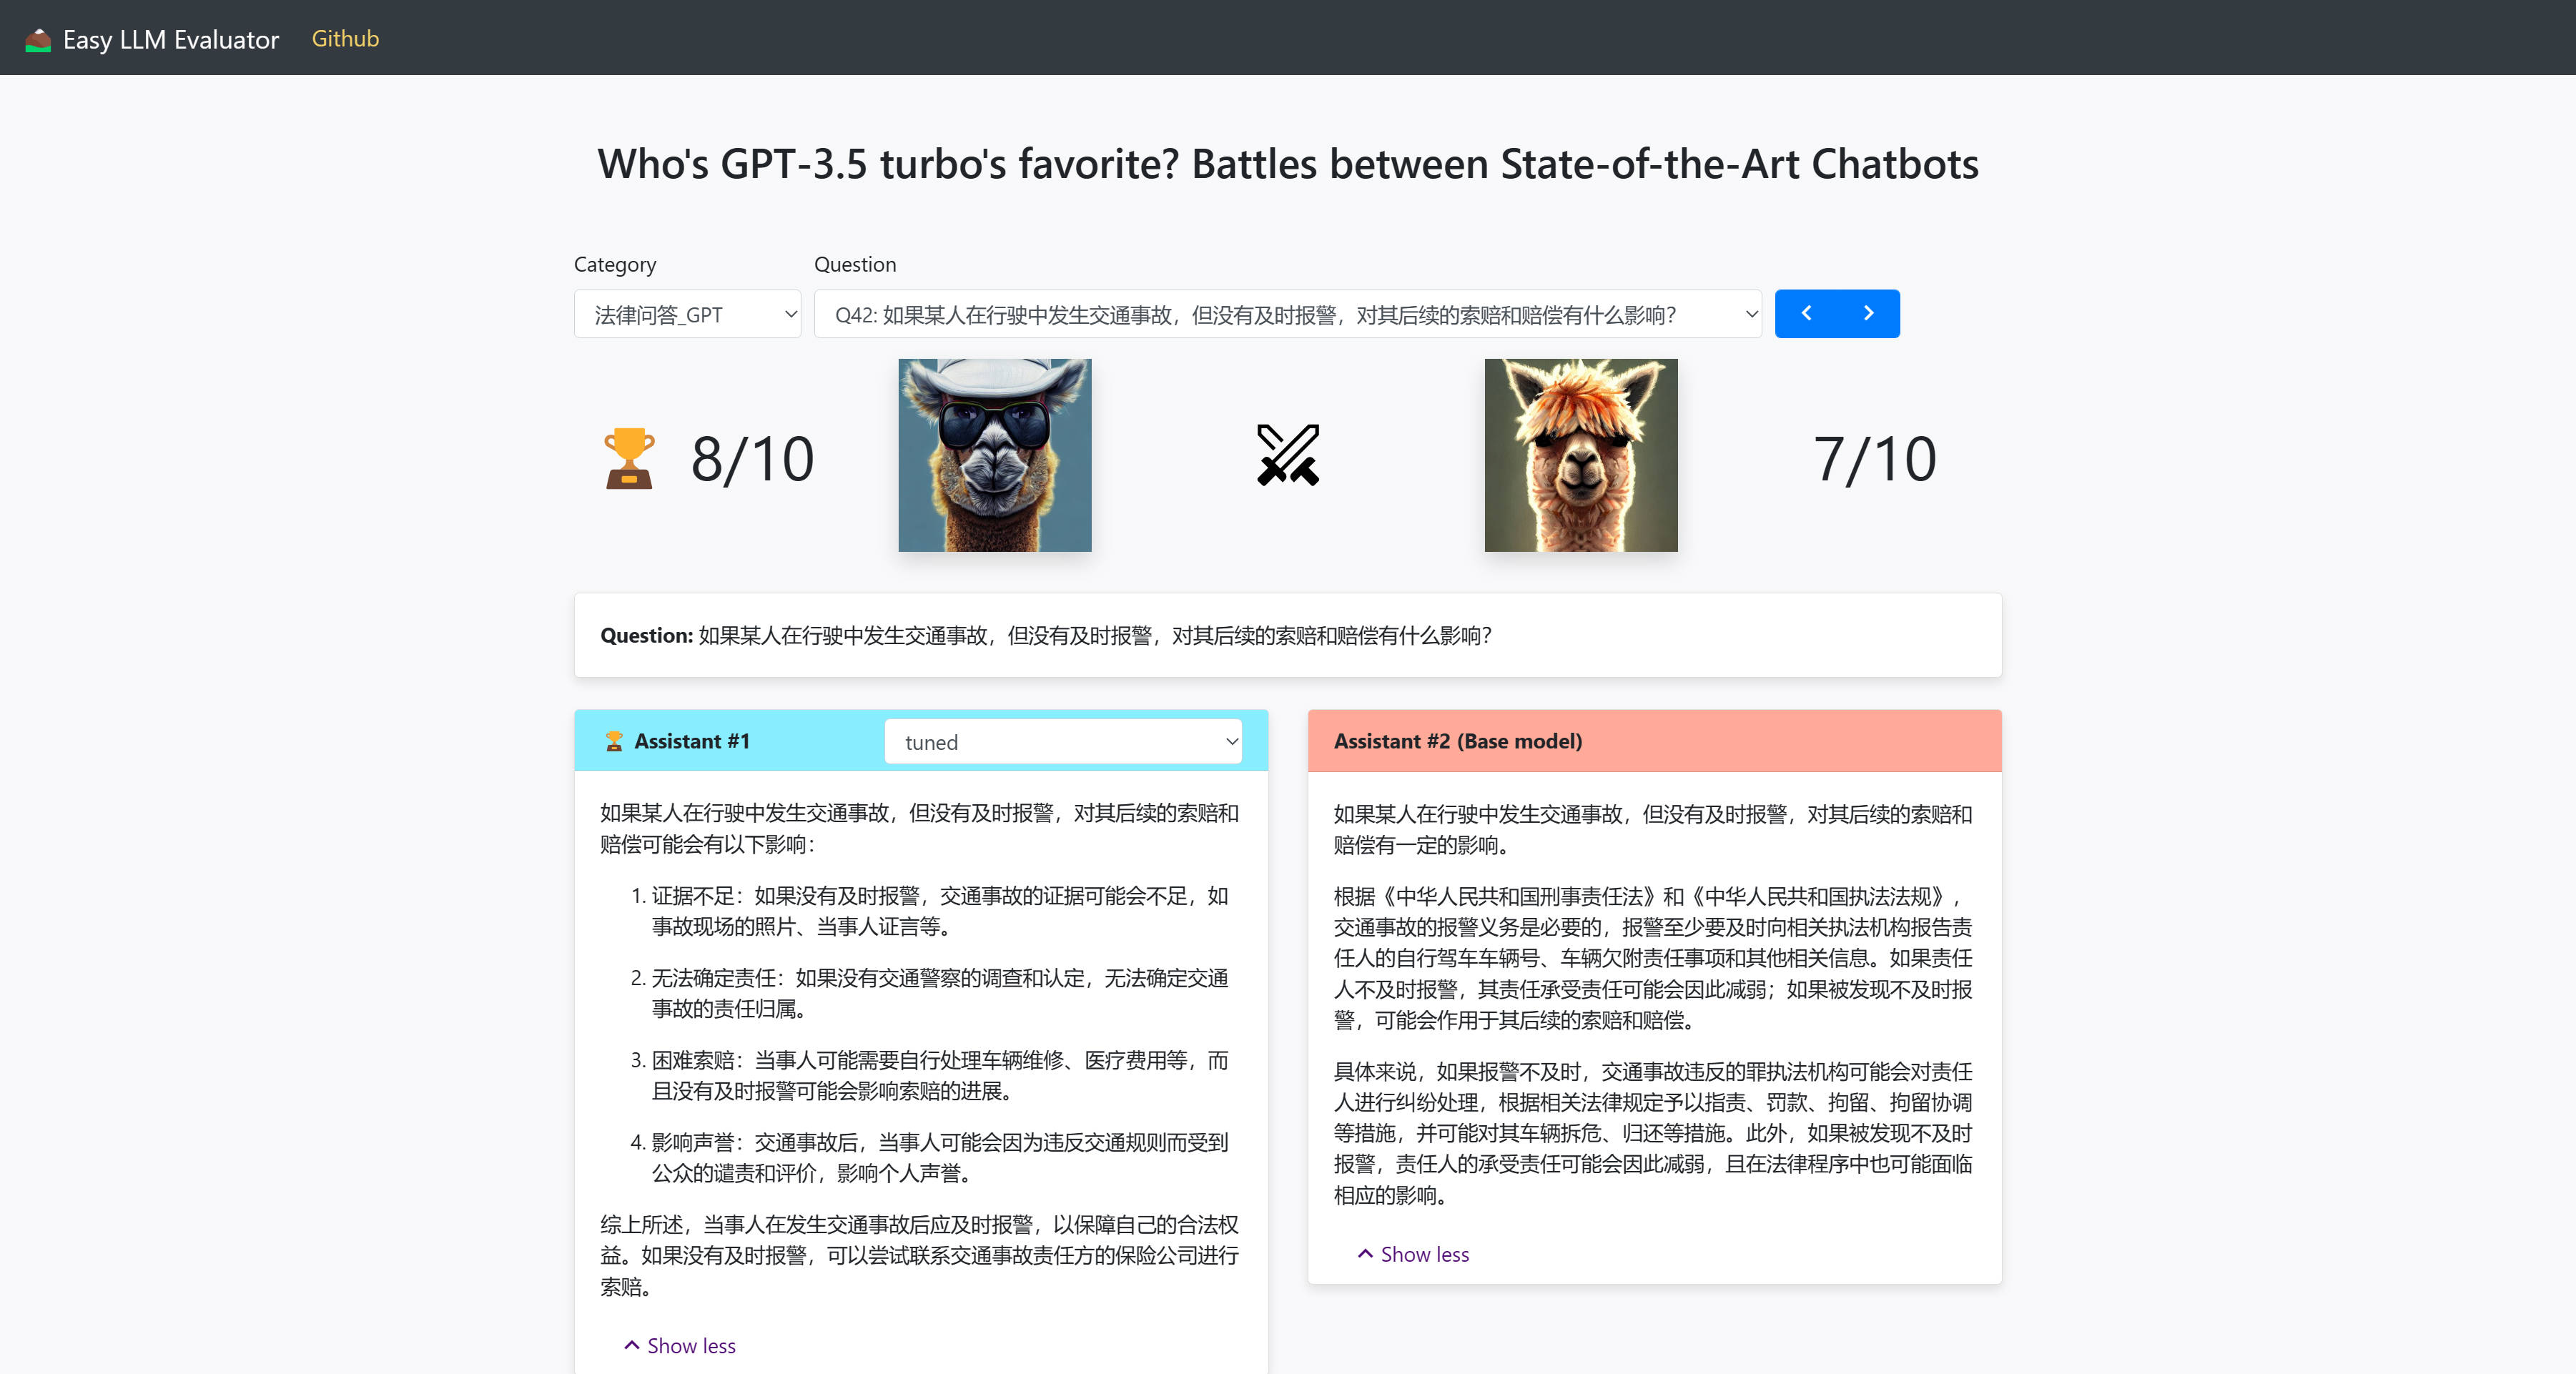 Easy LLM Evaluator Github
Who's GPT-3.5 turbo's favorite? Battles between State-of-the-Art Chatbots
Category
Question
法律问答_GPT
Q42: 如果某人在行驶中发生交通事故，但没有及时报警，对其后续的索赔和赔偿有什么影响？
8/10
7/10
Question: 如果某人在行驶中发生交通事故，但没有及时报警，对其后续的索赔和赔偿有什么影响？
Assistant #1
tuned
如果某人在行驶中发生交通事故，但没有及时报警，对其后续的索赔和
赔偿可能会有以下影响：
1. 证据不足：如果没有及时报警，交通事故的证据可能会不足，如
事故现场的照片、当事人证言等。
2. 无法确定责任：如果没有交通警察的调查和认定，无法确定交通
事故的责任归属。
3. 困难索赔：当事人可能需要自行处理车辆维修、医疗费用等，而
且没有及时报警可能会影响索赔的进展。
4. 影响声誉：交通事故后，当事人可能会因为违反交通规则而受到
公众的谴责和评价，影响个人声誉。
综上所述，当事人在发生交通事故后应及时报警，以保障自己的合法权
益。如果没有及时报警，可以尝试联系交通事故责任方的保险公司进行
索赔。
Show less
Assistant #2 (Base model)
如果某人在行驶中发生交通事故，但没有及时报警，对其后续的索赔和
赔偿有一定的影响。
根据《中华人民共和国刑事责任法》和《中华人民共和国执法法规》，
交通事故的报警义务是必要的，报警至少要及时向相关执法机构报告责
任人的自行驾车车辆号、车辆欠附责任事项和其他相关信息。如果责任
人不及时报警，其责任承受责任可能会因此减弱；如果被发现不及时报
警，可能会作用于其后续的索赔和赔偿。
具体来说，如果报警不及时，交通事故违反的罪执法机构可能会对责任
人进行纠纷处理，根据相关法律规定予以指责、罚款、拘留、拘留协调
等措施，并可能对其车辆拆危、归还等措施。此外，如果被发现不及时
报警，责任人的承受责任可能会因此减弱，且在法律程序中也可能面临
相应的影响。
Show less